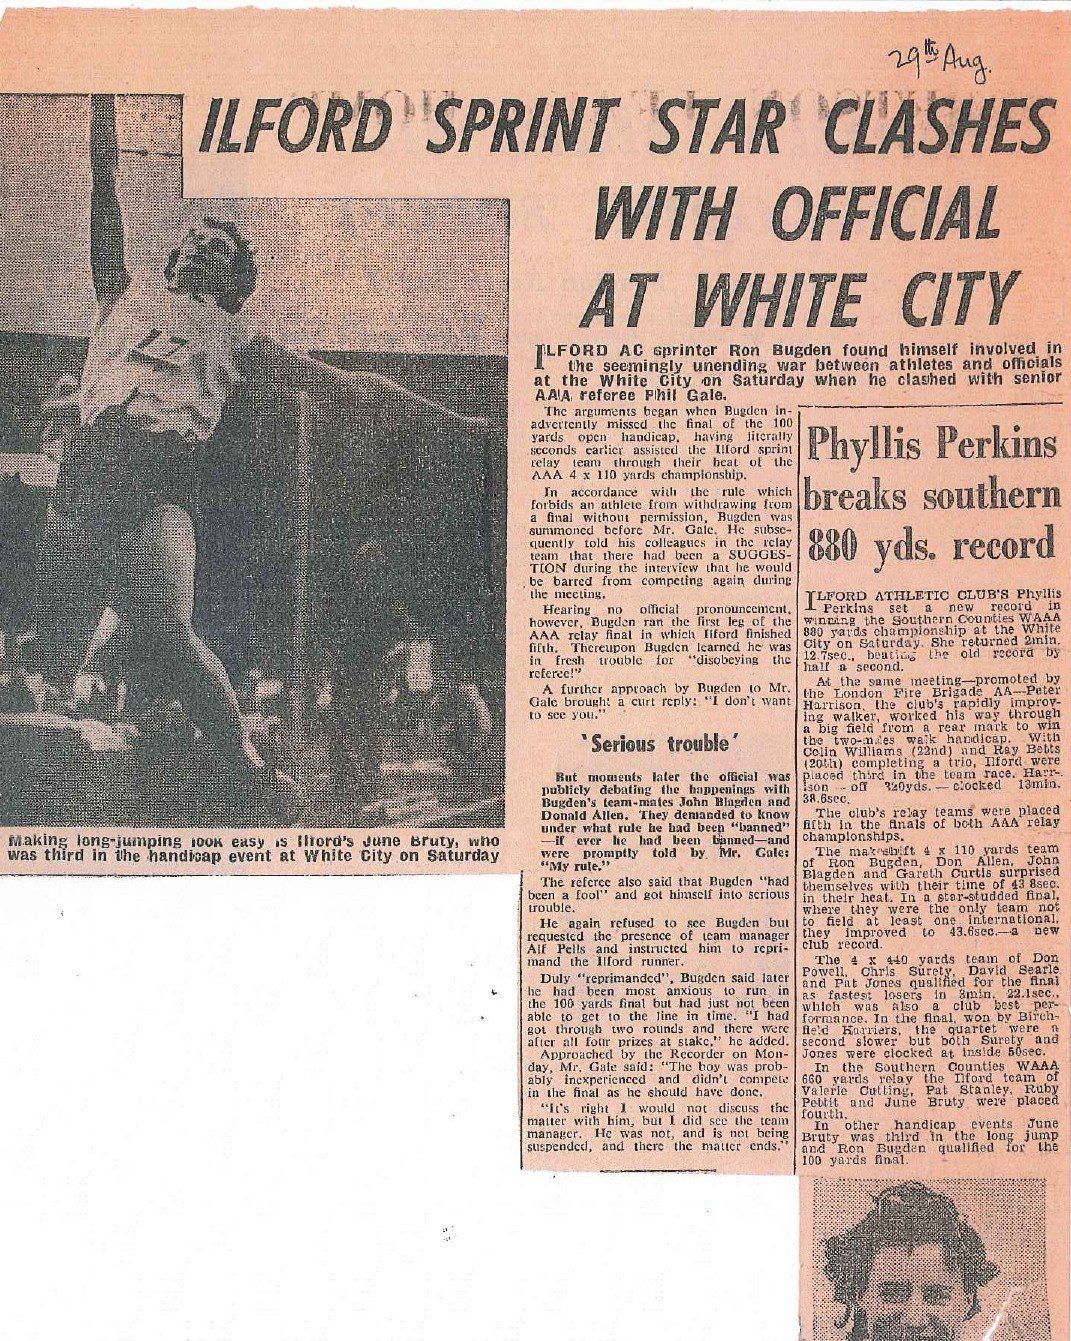 29th Aug.
ILFORD SPRINT STAR CLASHES
WITH OFFICIAL
AT WHITE CITY
ILFORD AC sprinter Ron Bugden found himself involved in
the seemingly unending war between athletes and officials
at the White City on Saturday when he clashed with senior
AAA referee Phil Gale.
The arguments began when Bugden in-
advertently missed the final of the 100
yards open handicap, having literally
seconds earlier assisted the Ilford sprint
relay team through their heat of the
AAA 4 x 110 yards championship.
In accordance with the rule which
forbids an athlete from withdrawing from
a final without permission, Bugden was
summoned before Mr. Gale. He subse-
quently told his colleagues in the relay
team that there had been a SUGGES-
TION during the interview that he would
be barred from competing again during
the meeting.
Hearing no official pronouncement,
however, Bugden ran the first leg of the
AAA relay final in which Ilford finished
fifth. Thereupon Bugden learned he was
in fresh trouble for "disobeying the
referee!"
A further approach by Bugden to Mr.
Gale brought a curt reply: "I don't want
to see you."
'Serious trouble'
But moments later the official was
publicly debating the happenings with
Bugden's team-mates John Blagden and
Donald Allen. They demanded to know
under what rule he had been "banned"
—if ever he had been banned—and
were promptly told by Mr. Gale:
"My rule."
The referee also said that Bugden "had
been a fool" and got himself into serious
trouble.
He again refused to see Bugden but
requested the presence of team manager
Alf Pells and instructed him to repri-
mand the Ilford runner.
Duly "reprimanded", Bugden said later
he had been most anxious to run in
the 100 yards final but had just not been
able to get to the line in time. "I had
got through two rounds and there were
after all four prizes at stake," he added.
Approached by the Recorder on Mon-
day, Mr. Gale said: "The boy was prob-
ably inexperienced and didn't compete
in the final as he should have done.
"It's right I would not discuss the
matter with him, but I did see the team
manager. He was not, and is not being
suspended, and there the matter ends."
Phyllis Perkins
breaks southern
880 yds. record
ILFORD ATHLETIC CLUB'S Phyllis
Perkins set a new record in
winning the Southern Counties WAAA
880 yards championship at the White
City on Saturday. She returned 2min.
12.7sec., beating the old record by
half a second.
At the same meeting—promoted by
the London Fire Brigade AA—Peter
Harrison, the club's rapidly improv-
ing walker, worked his way through
a big field from a rear mark to win
the two-miles walk handicap. With
Colin Williams (22nd) and Ray Betts
(20th) completing a trio, Ilford were
placed third in the team race. Harr-
ison — off 320yds. — clocked 13min.
38.6sec.
The club's relay teams were placed
fifth in the finals of both AAA relay
championships.
The makeshift 4 x 110 yards team
of Ron Bugden, Don Allen, John
Blagden and Gareth Curtis surprised
themselves with their time of 43.8sec.
in their heat. In a star-studded final,
where they were the only team not
to field at least one international,
they improved to 43.6sec.—a new
club record.
The 4 x 440 yards team of Don
Powell, Chris Surety, David Searle
and Pat Jones qualified for the final
as fastest losers in 3min. 22.1sec.,
which was also a club best per-
formance. In the final, won by Birch-
field Harriers, the quartet were a
second slower but both Surety and
Jones were clocked at inside 50sec.
In the Southern Counties WAAA
660 yards relay the Ilford team of
Valerie Cutting, Pat Stanley, Ruby
Pettit and June Bruty were placed
fourth.
In other handicap events June
Bruty was third in the long jump
and Ron Bugden qualified for the
100 yards final.
17
Making long-jumping look easy is Ilford's June Bruty, who
was third in the handicap event at White City on Saturday